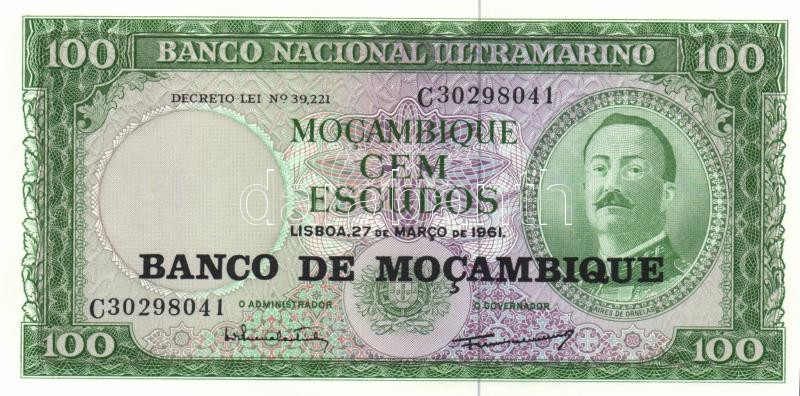 100 BANCO NACIONAL ULTRAMARINO 100
DECRETO-LEI Nº 39,221 C30298041
MOÇAMBIQUE
CEM
ESCUDOS
LISBOA, 27 DE MARÇO DE 1961.
BANCO DE MOÇAMBIQUE
AIRES DE ORNELAS
C30298041 O ADMINISTRADOR O GOVERNADOR
100 100